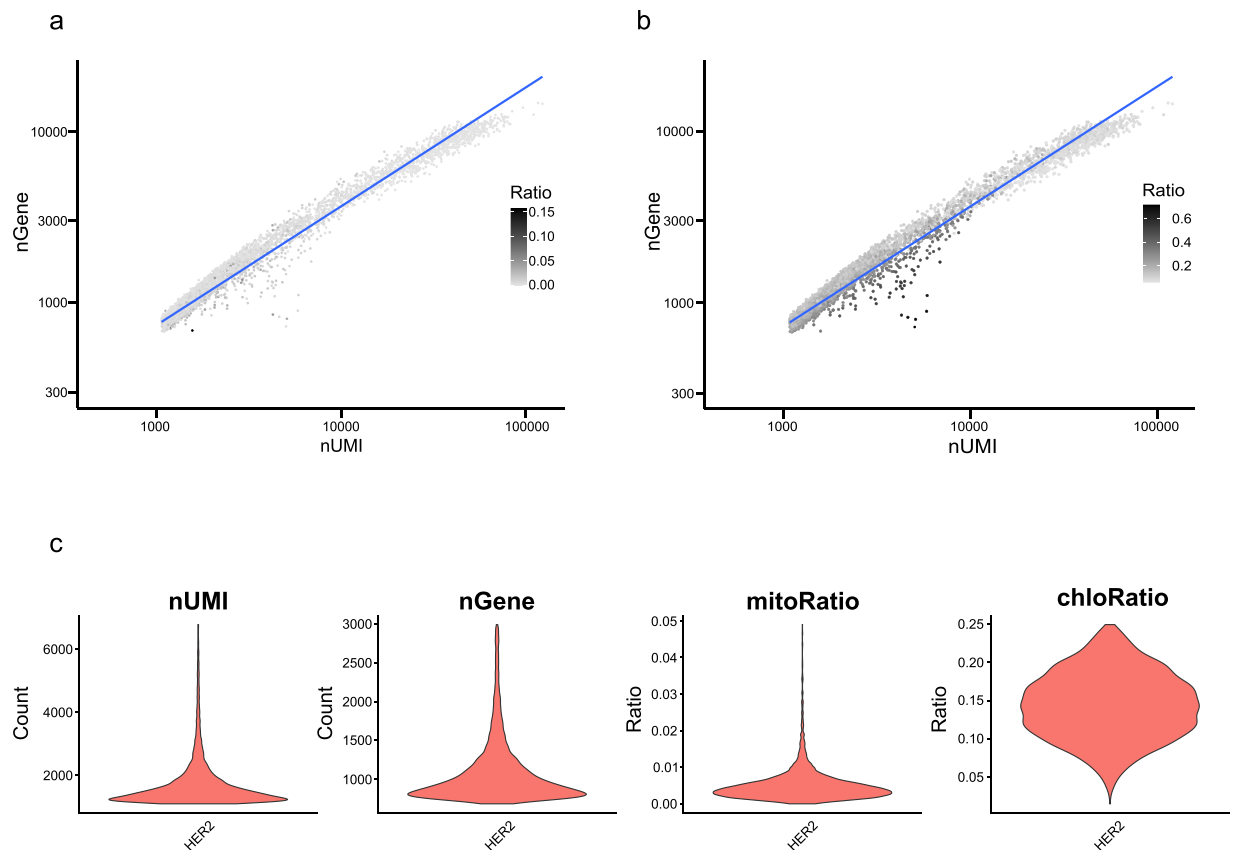 a
b
10000
3000
1000
300
nGene
1000
10000
100000
nUMI
Ratio
0.15
0.10
0.05
0.00
10000
3000
1000
300
nGene
1000
10000
100000
nUMI
Ratio
0.6
0.4
0.2
c
nUMI
6000
4000
2000
Count
HER2
nGene
3000
2500
2000
1500
1000
Count
HER2
mitoRatio
0.05
0.04
0.03
0.02
0.01
0.00
Ratio
HER2
chloRatio
0.25
0.20
0.15
0.10
0.05
Ratio
HER2